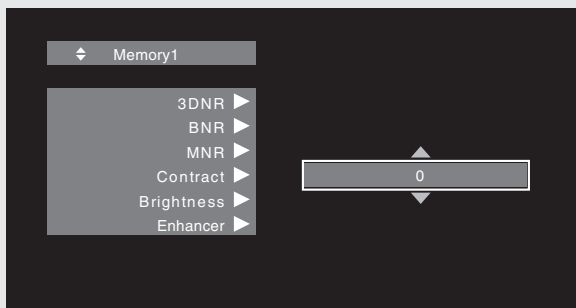 Memory1
3DNR
BNR
MNR
Contract
0
Brightness
Enhancer